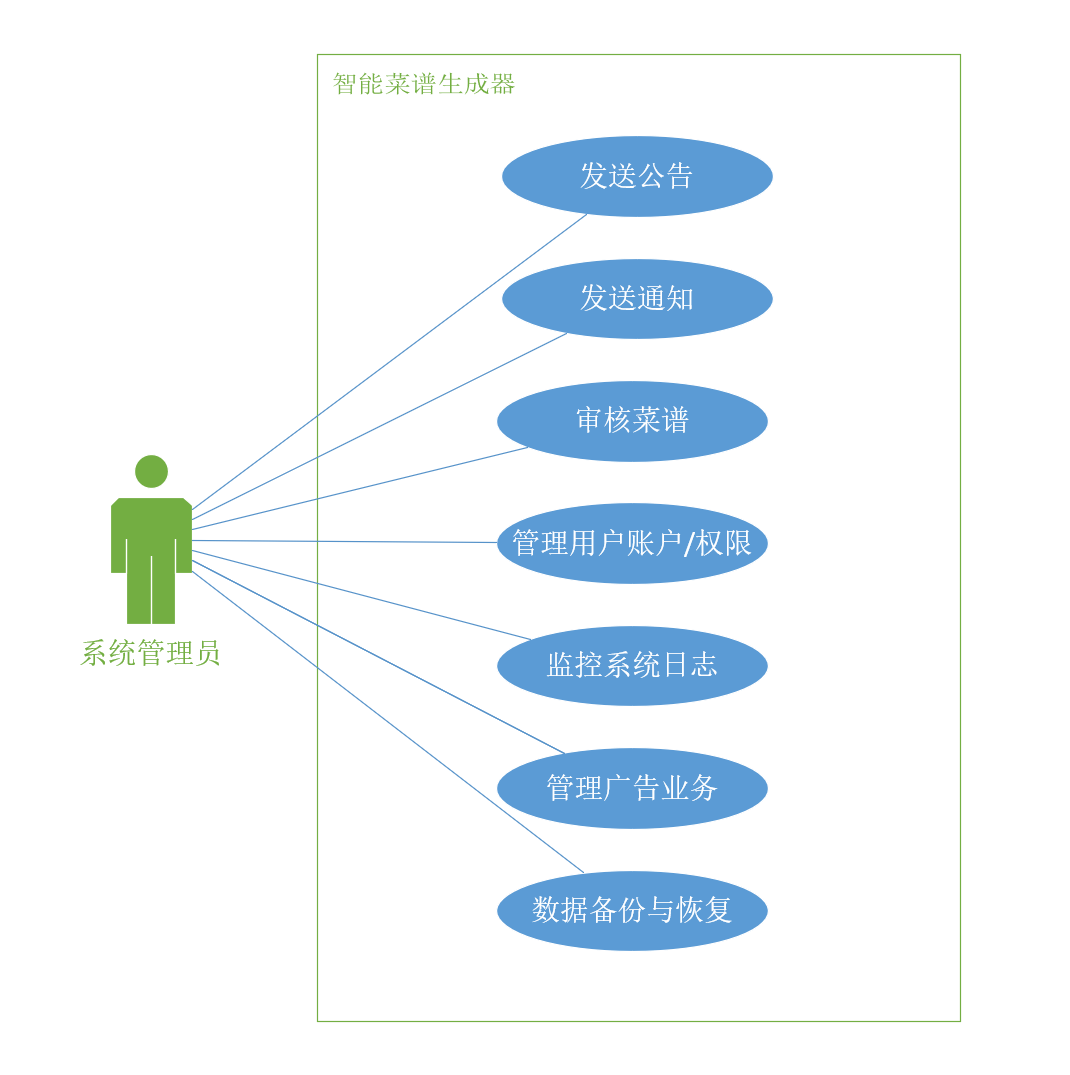 智能菜谱生成器
发送公告
发送通知
审核菜谱
管理用户账户/权限
监控系统日志
管理广告业务
数据备份与恢复
系统管理员